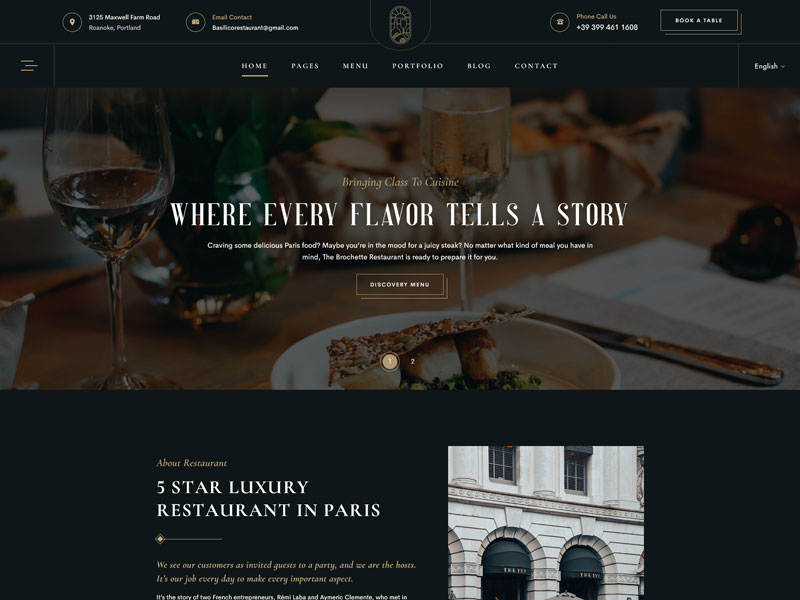 3125 Maxwell Farm Road
Roanoke, Portland
Email Contact
Basilicorestaurant@gmail.com
Phone Call Us
+39 399 461 1608
BOOK A TABLE
HOME
PAGES
MENU
PORTFOLIO
BLOG
CONTACT
English
Bringing Class To Cuisine
WHERE EVERY FLAVOR TELLS A STORY
Craving some delicious Paris food? Maybe you're in the mood for a juicy steak? No matter what kind of meal you have in
mind, The Brochette Restaurant is ready to prepare it for you.
DISCOVERY MENU
1
2
About Restaurant
5 STAR LUXURY
RESTAURANT IN PARIS
We see our customers as invited guests to a party, and we are the hosts.
It's our job every day to make every important aspect.
It's the story of two French entrepreneurs, Rémi Laba and Aymeric Clemente, who met in
THE IVY
THE IVY